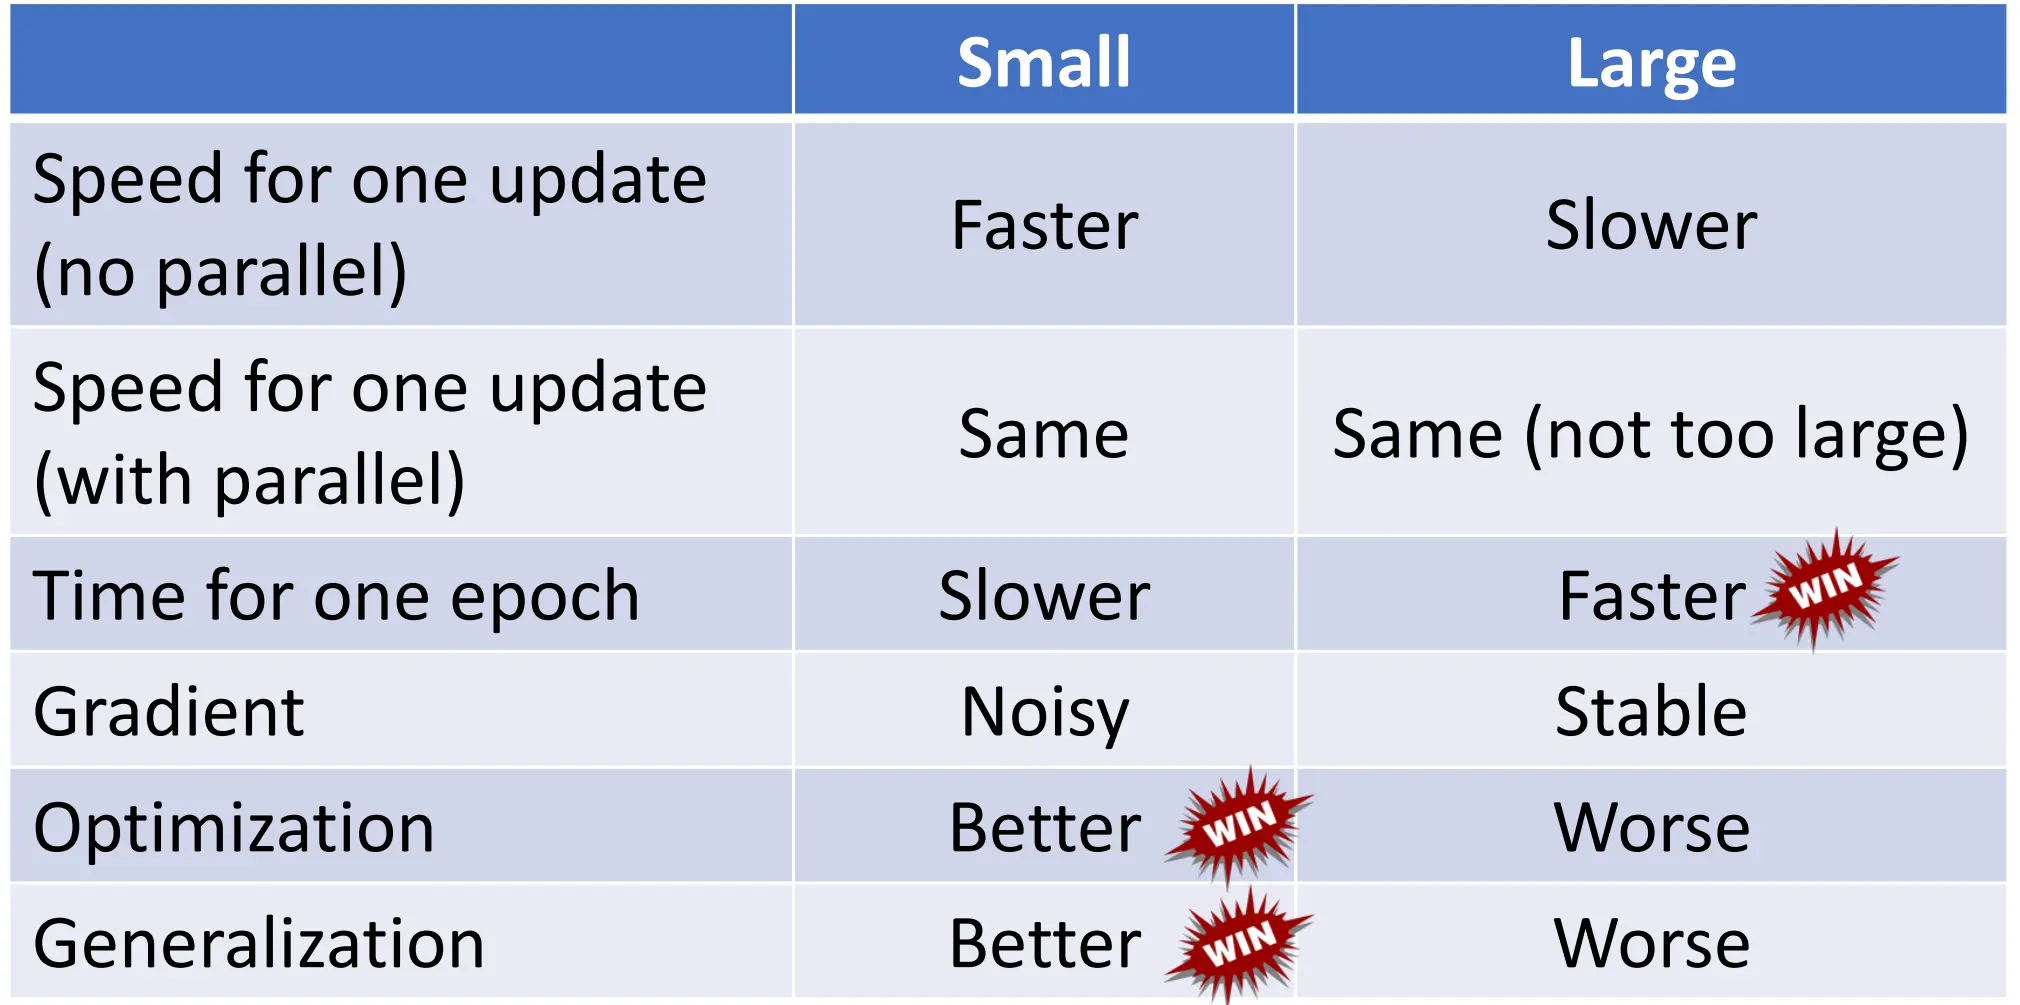 Small Large
Speed for one update
(no parallel)
Faster Slower
Speed for one update
(with parallel)
Same Same (not too large)
Time for one epoch Slower Faster WIN
Gradient Noisy Stable
Optimization Better WIN Worse
Generalization Better WIN Worse